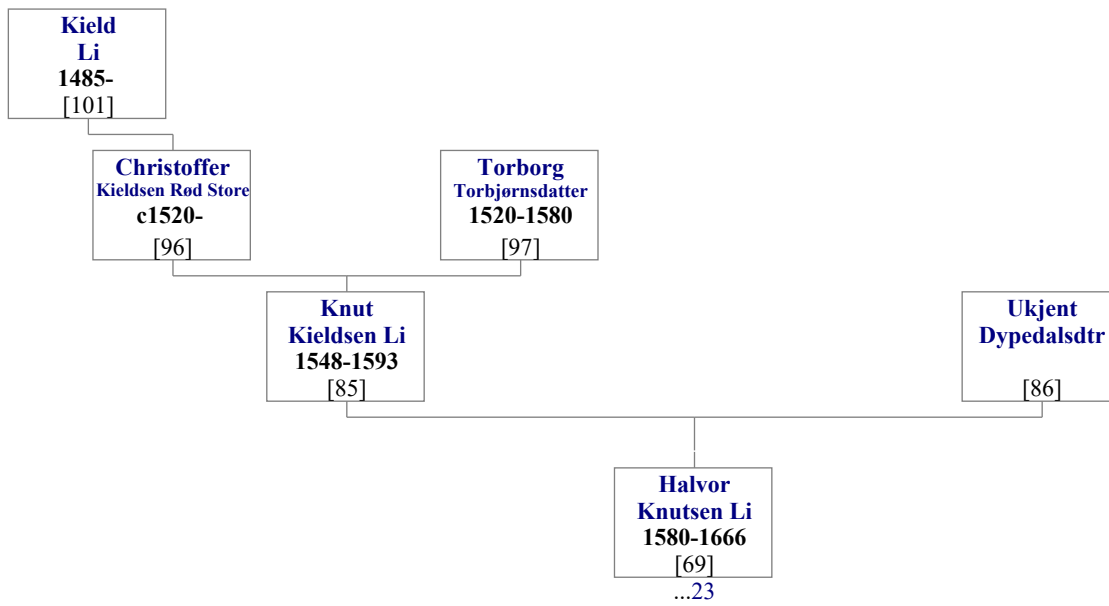 Kield
Li
1485-
[101]
Christoffer
Kieldsen Rød Store
c1520-
[96]
Torborg
Torbjørnsdatter
1520-1580
[97]
Knut
Kieldsen Li
1548-1593
[85]
Ukjent
Dypedalsdtr
[86]
Halvor
Knutsen Li
1580-1666
[69]
...23